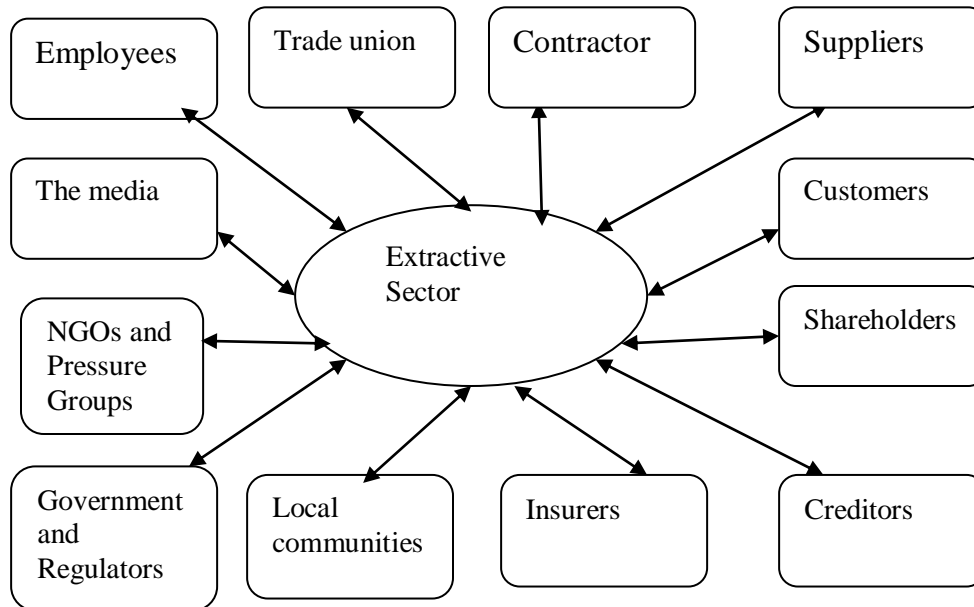 Employees
Trade union
Contractor
Suppliers
The media
Customers
Extractive
Sector
NGOs and
Pressure
Groups
Shareholders
Government
and
Regulators
Local
communities
Insurers
Creditors